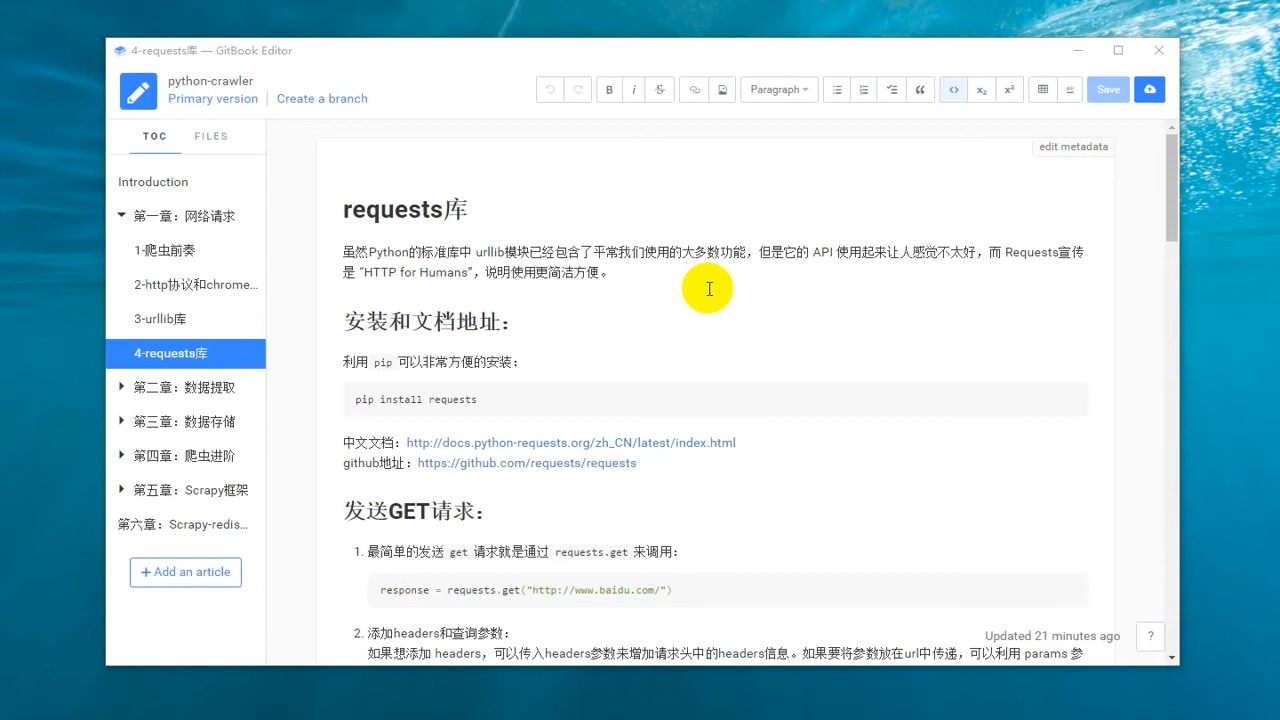 4-requests库 — GitBook Editor
python-crawler
Primary version
Create a branch
B i S
Paragraph
x₂ x²
Save
TOC FILES
edit metadata
Introduction
第一章：网络请求
1-爬虫前奏
2-http协议和chrome...
3-urllib库
4-requests库
第二章：数据提取
第三章：数据存储
第四章：爬虫进阶
第五章：Scrapy框架
第六章：Scrapy-redis...
+ Add an article
requests库
虽然Python的标准库中 urllib模块已经包含了平常我们使用的大多数功能，但是它的 API 使用起来让人感觉不太好，而 Requests宣传
是 “HTTP for Humans”，说明使用更简洁方便。
安装和文档地址：
利用 pip 可以非常方便的安装：
pip install requests
中文文档：http://docs.python-requests.org/zh_CN/latest/index.html
github地址：https://github.com/requests/requests
发送GET请求：
1. 最简单的发送 get 请求就是通过 requests.get 来调用：
response = requests.get("http://www.baidu.com/")
2. 添加headers和查询参数：
如果想添加 headers，可以传入headers参数来增加请求头中的headers信息。如果要将参数放在url中传递，可以利用 params 参
Updated 21 minutes ago
?